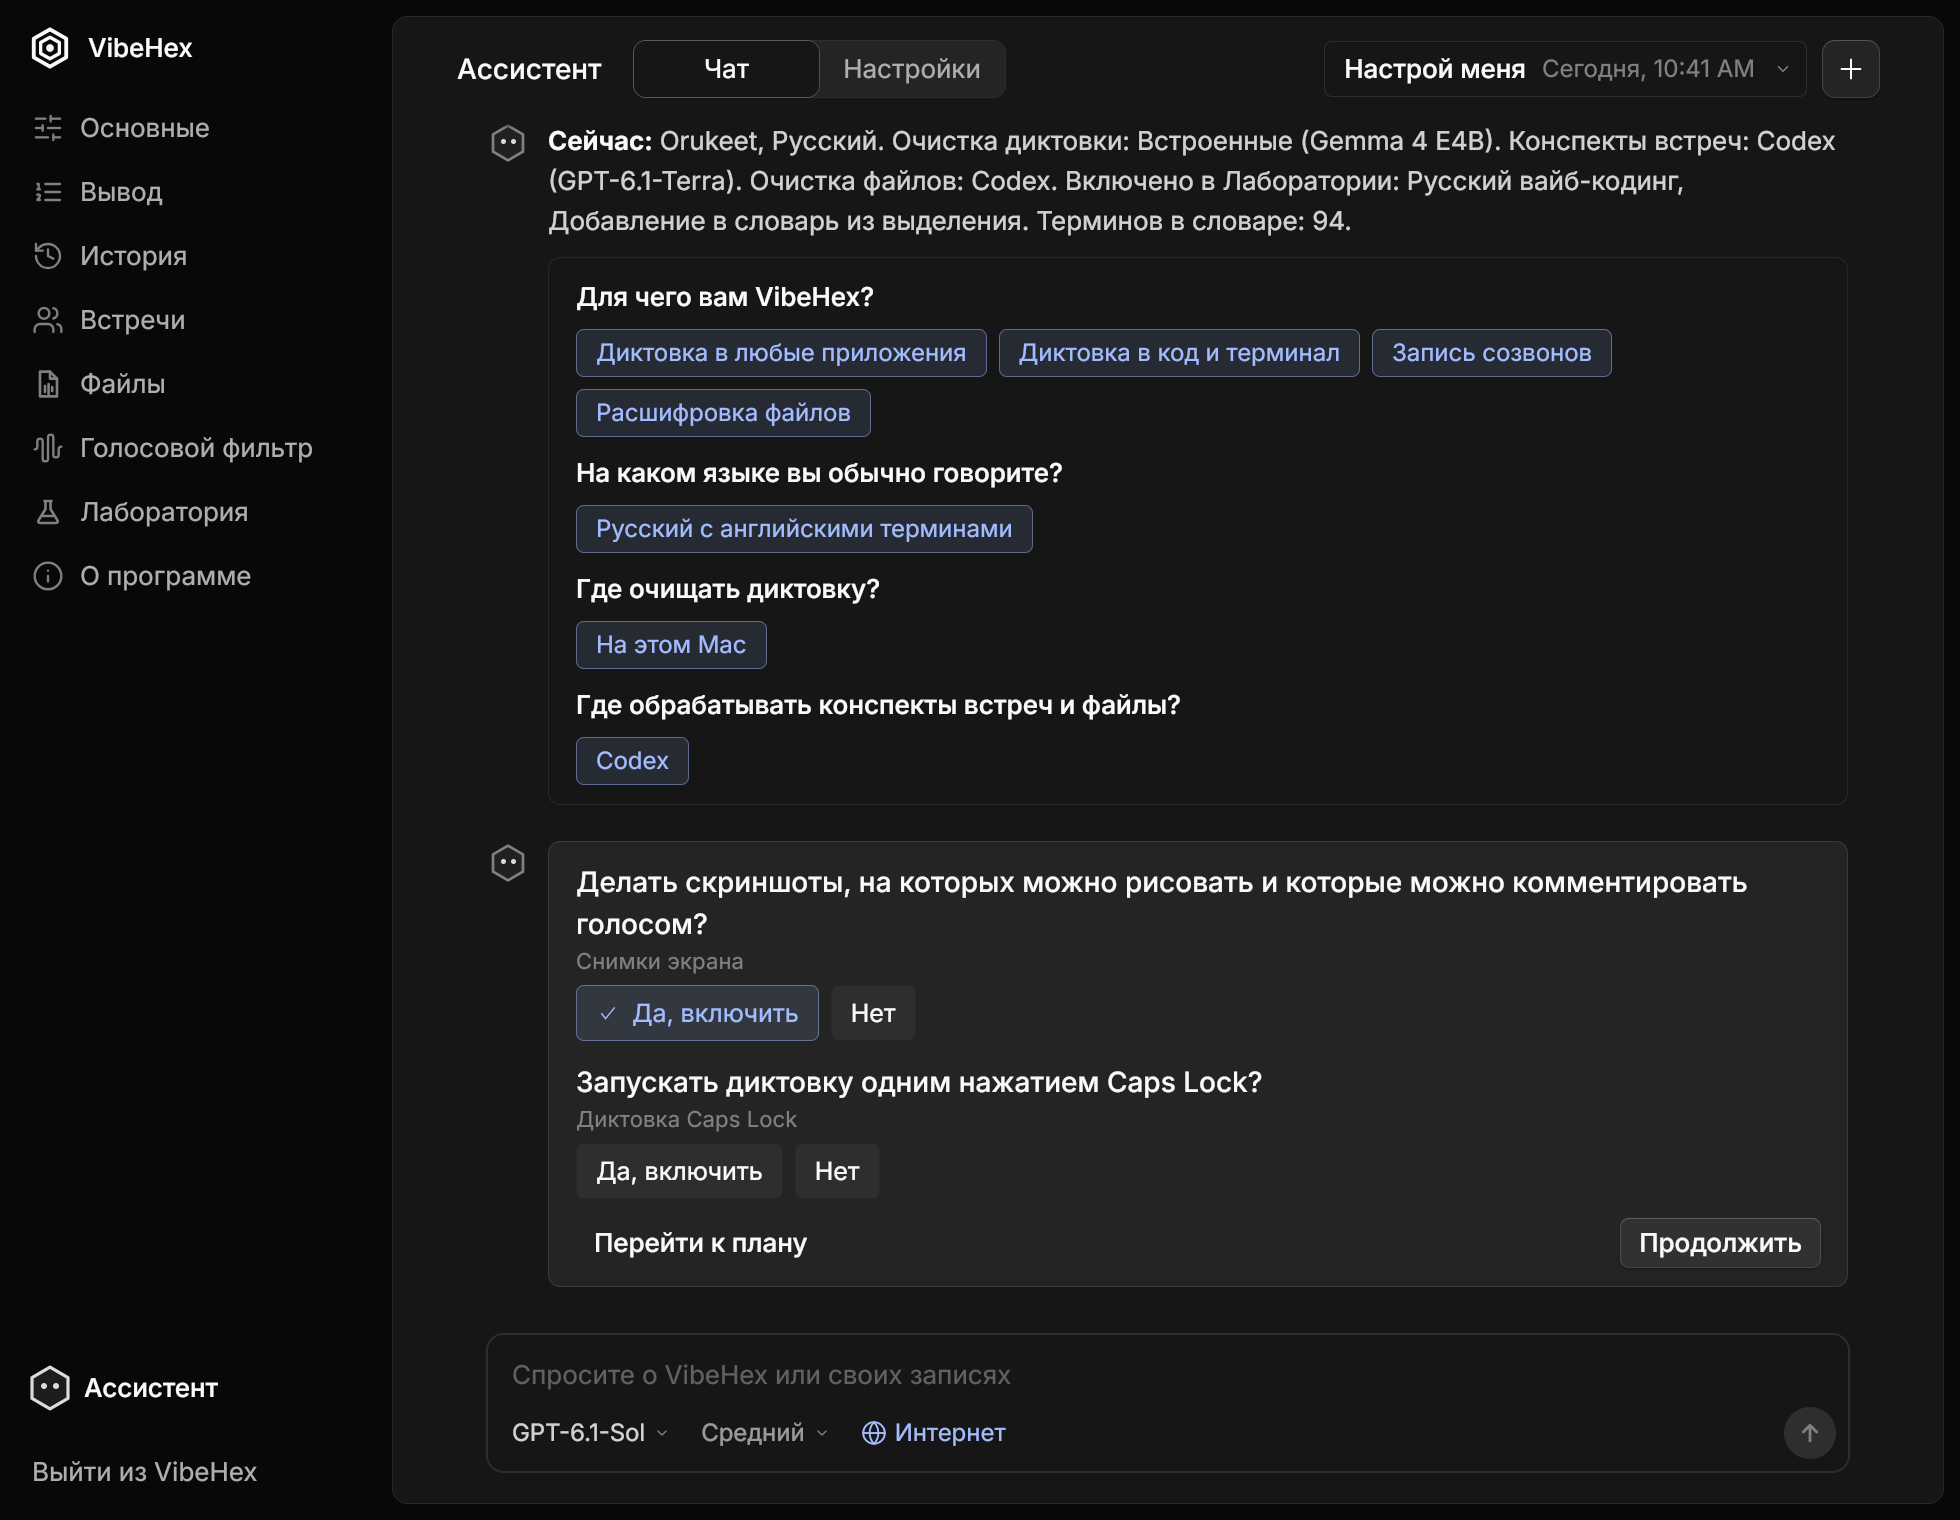 VibeHex
Основные
Вывод
История
Встречи
Файлы
Голосовой фильтр
Лаборатория
О программе
Ассистент
Выйти из VibeHex
Ассистент
Чат
Настройки
Настрой меня Сегодня, 10:41 AM
Сейчас: Orukeet, Русский. Очистка диктовки: Встроенные (Gemma 4 E4B). Конспекты встреч: Codex
(GPT-6.1-Terra). Очистка файлов: Codex. Включено в Лаборатории: Русский вайб-кодинг,
Добавление в словарь из выделения. Терминов в словаре: 94.
Для чего вам VibeHex?
Диктовка в любые приложения
Диктовка в код и терминал
Запись созвонов
Расшифровка файлов
На каком языке вы обычно говорите?
Русский с английскими терминами
Где очищать диктовку?
На этом Mac
Где обрабатывать конспекты встреч и файлы?
Codex
Делать скриншоты, на которых можно рисовать и которые можно комментировать
голосом?
Снимки экрана
Да, включить
Нет
Запускать диктовку одним нажатием Caps Lock?
Диктовка Caps Lock
Да, включить
Нет
Перейти к плану
Продолжить
Спросите о VibeHex или своих записях
GPT-6.1-Sol
Средний
Интернет